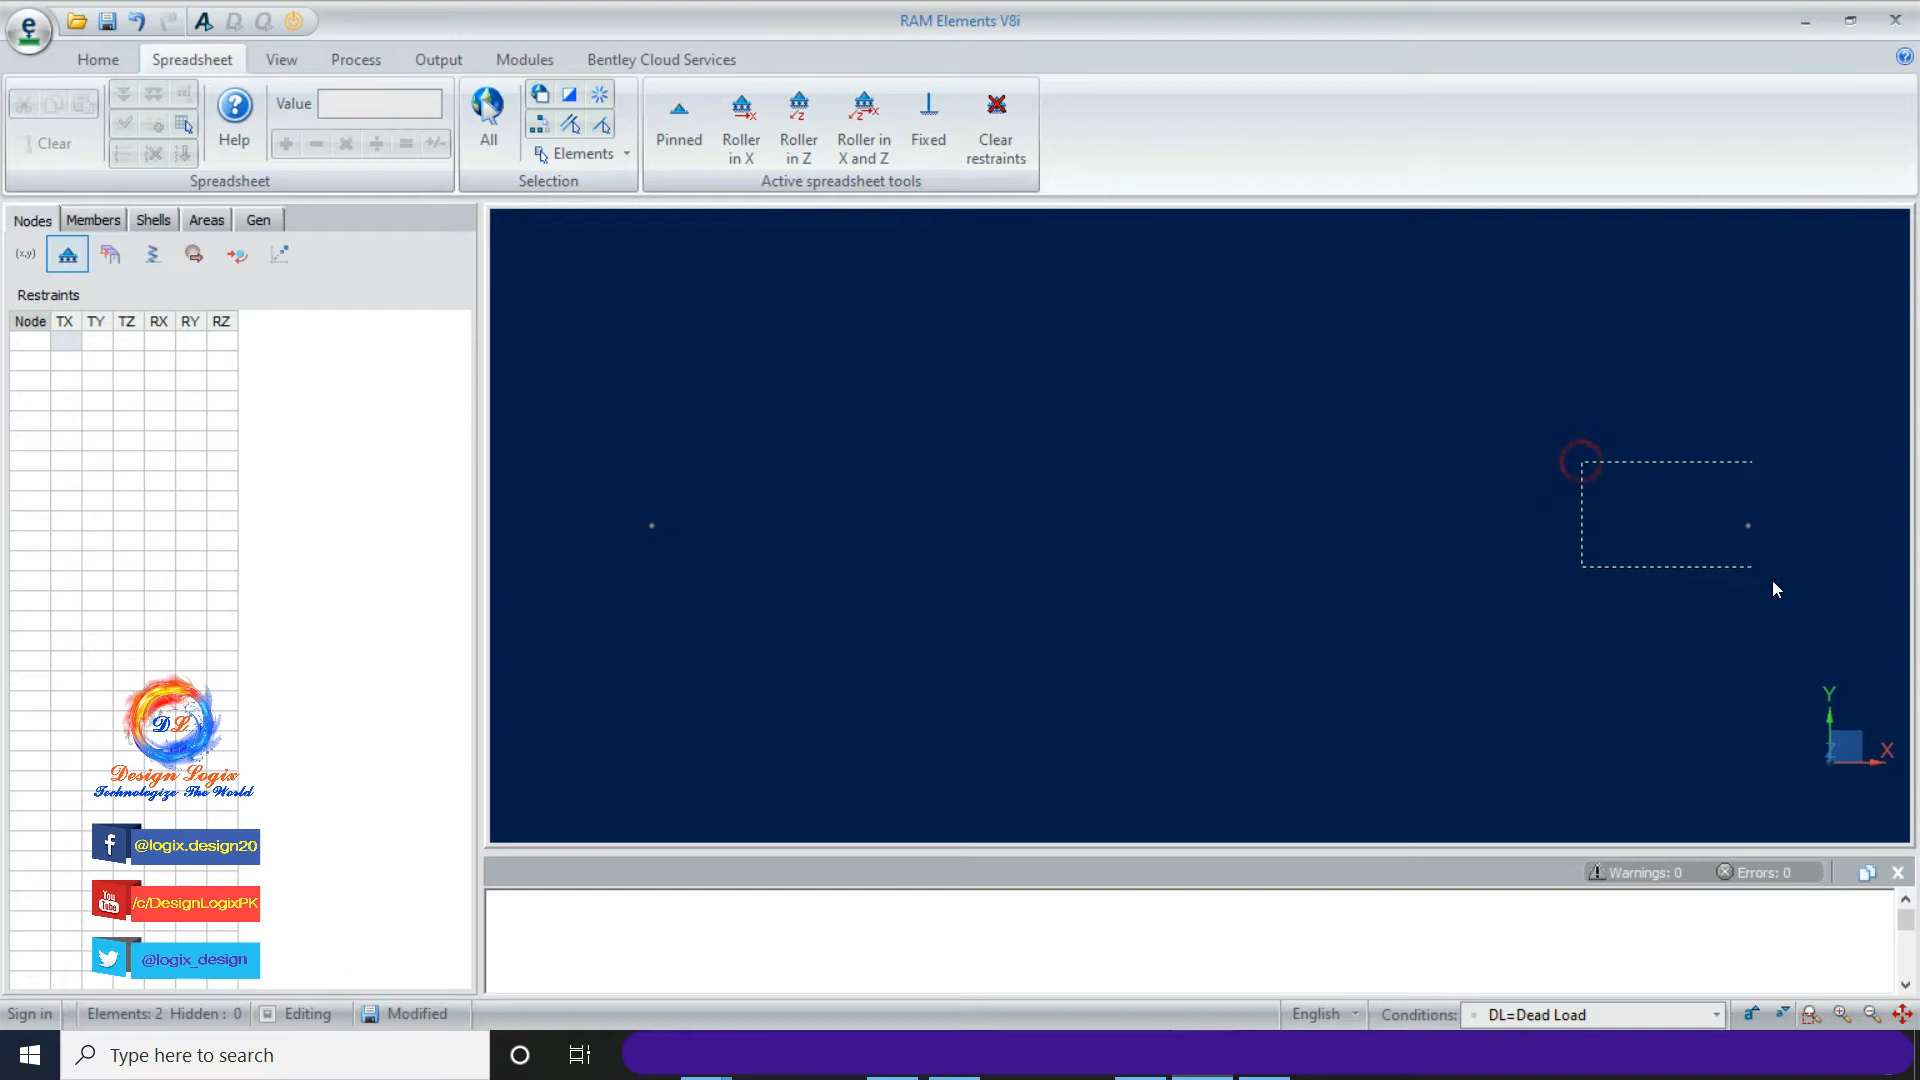 RAM Elements V8i
Home Spreadsheet View Process Output Modules Bentley Cloud Services
Clear
Help
Value
All
Elements
Pinned
Roller in X
Roller in Z
Roller in X and Z
Fixed
Clear restraints
Spreadsheet
Selection
Active spreadsheet tools
Nodes Members Shells Areas Gen
(x,y)
Restraints
Node TX TY TZ RX RY RZ
Y
Z
X
DL
Design Logix
Technologize The World
f @logix.design20
You Tube /c/DesignLogixPK
@logix_design
Warnings: 0 Errors: 0
Sign in Elements: 2 Hidden : 0 Editing Modified English Conditions: DL=Dead Load
Type here to search